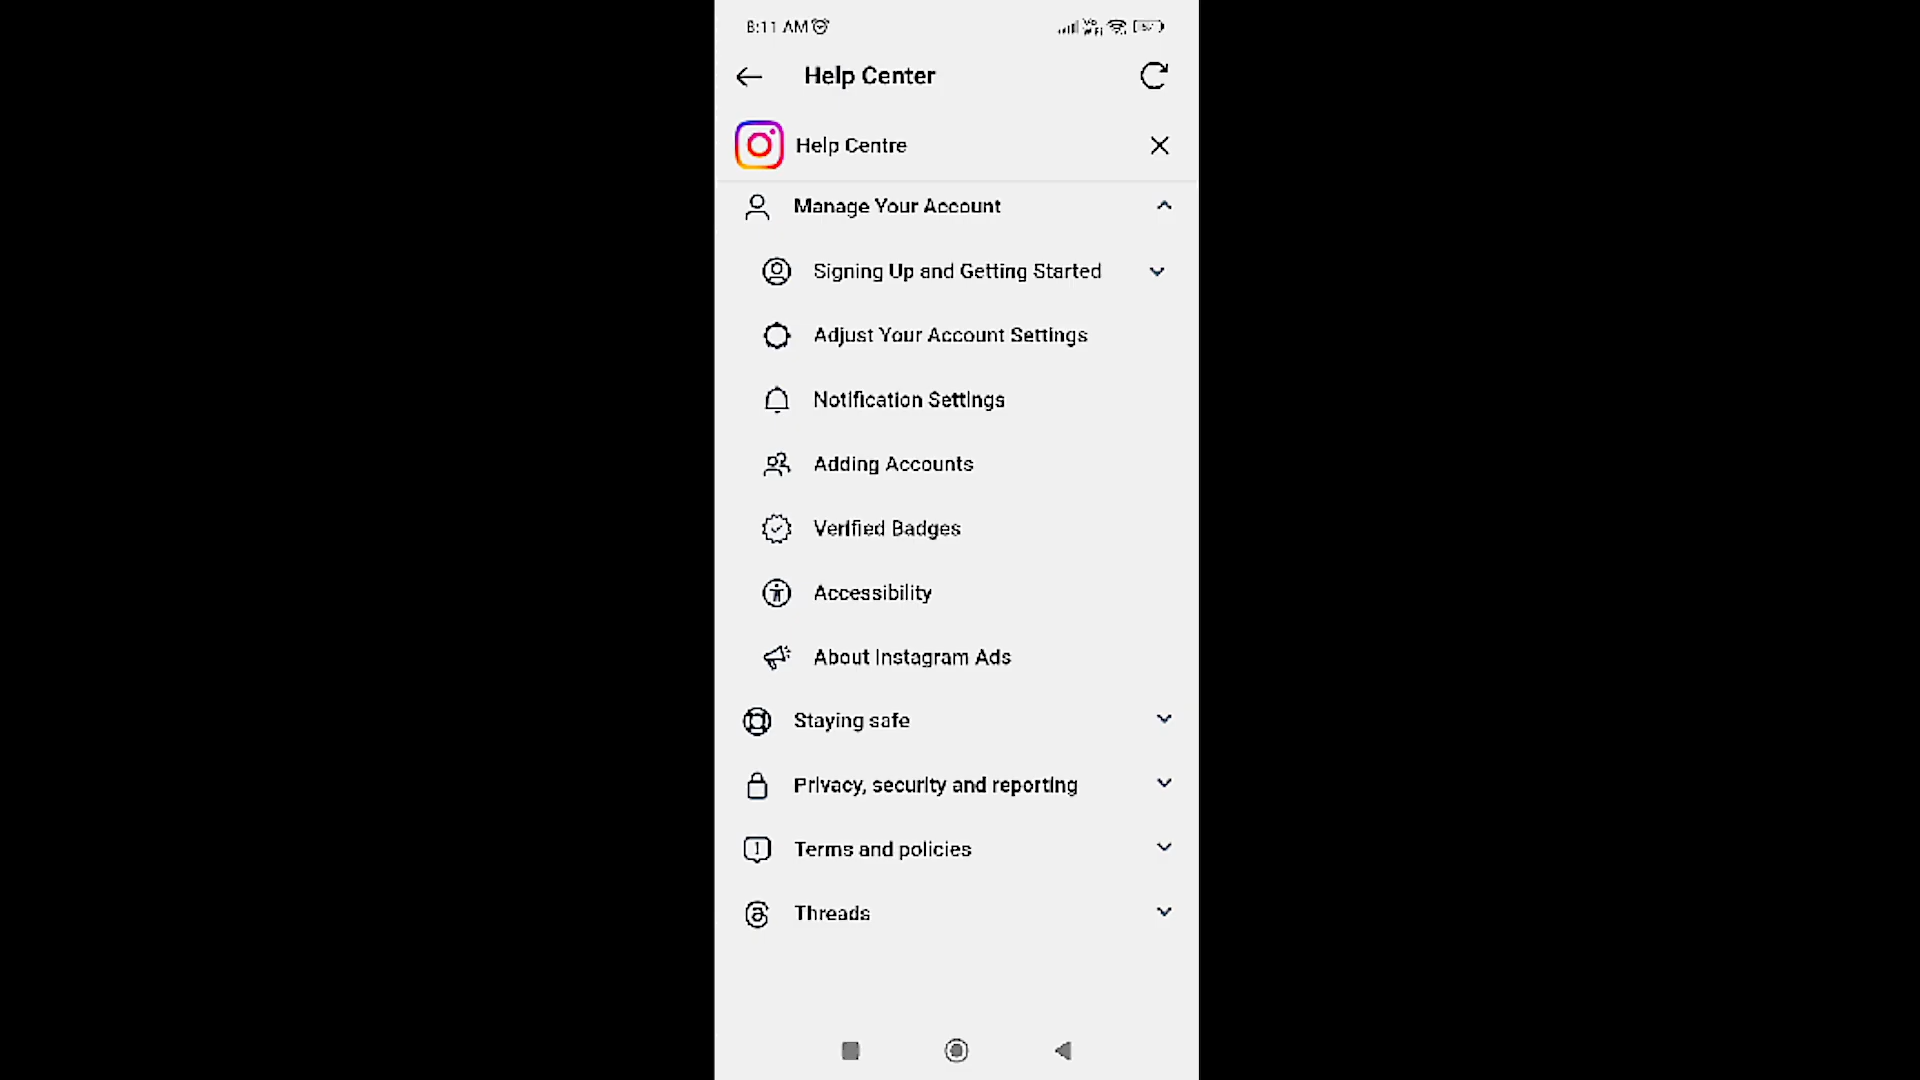 8:11 AM
Help Center
Help Centre
Manage Your Account
Signing Up and Getting Started
Adjust Your Account Settings
Notification Settings
Adding Accounts
Verified Badges
Accessibility
About Instagram Ads
Staying safe
Privacy, security and reporting
Terms and policies
Threads